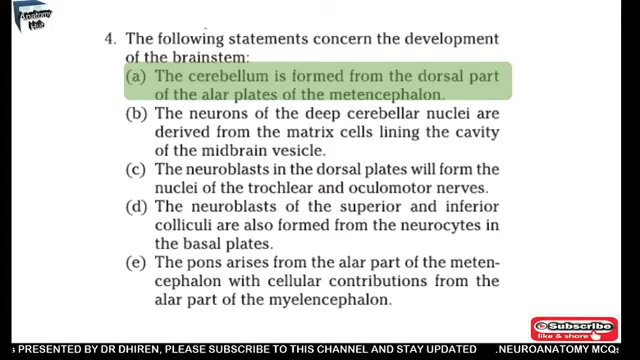 Anatomy
Hub
4. The following statements concern the development
of the brainstem:
(a) The cerebellum is formed from the dorsal part
of the alar plates of the metencephalon.
(b) The neurons of the deep cerebellar nuclei are
derived from the matrix cells lining the cavity
of the midbrain vesicle.
(c) The neuroblasts in the dorsal plates will form the
nuclei of the trochlear and oculomotor nerves.
(d) The neuroblasts of the superior and inferior
colliculi are also formed from the neurocytes in
the basal plates.
(e) The pons arises from the alar part of the meten-
cephalon with cellular contributions from the
alar part of the myelencephalon.
Subscribe
like & share
S PRESENTED BY DR DHIREN, PLEASE SUBSCRIBE TO THIS CHANNEL AND STAY UPDATED .NEUROANATOMY MCQ